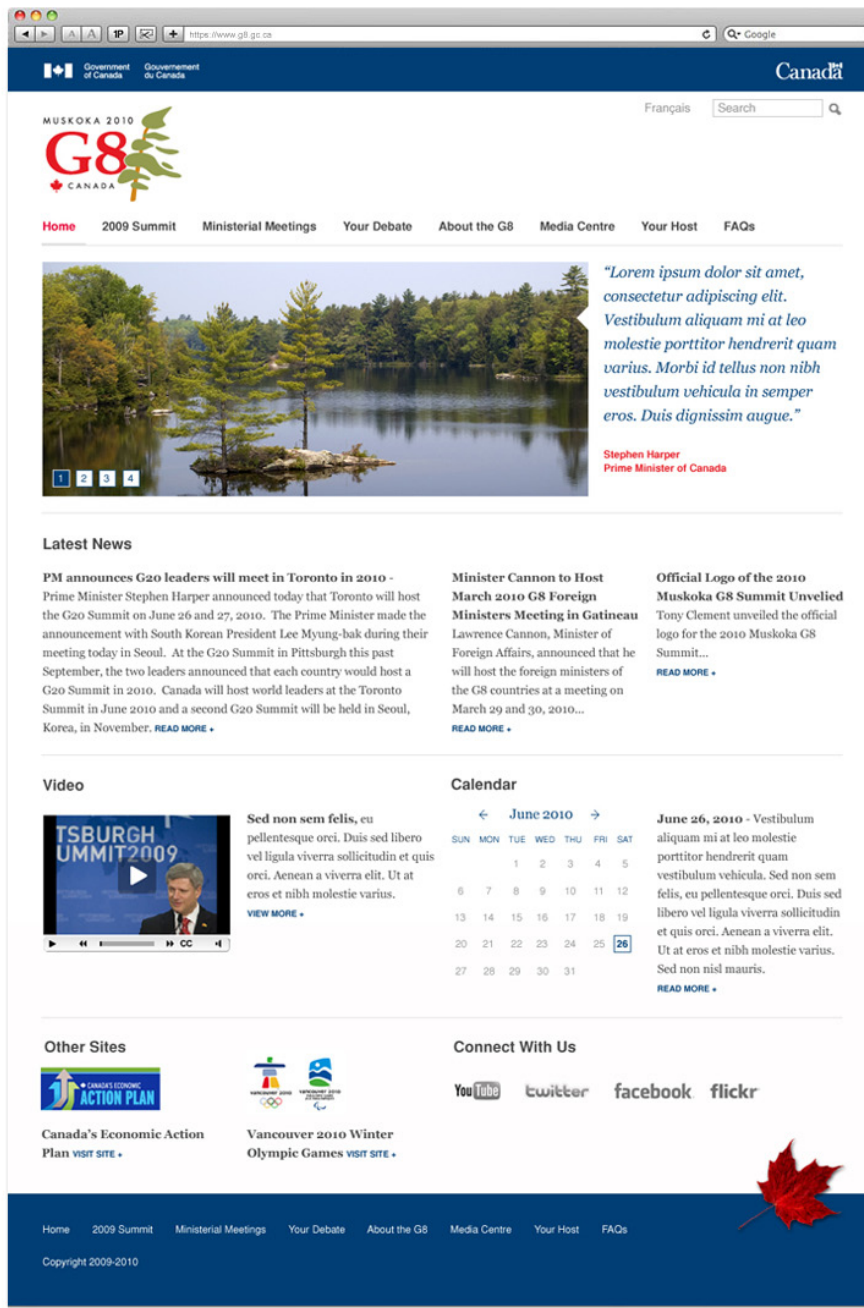 1P
https://www.g8.gc.ca
Google
Government of Canada
Gouvernement du Canada
Canada
Français
Search
MUSKOKA 2010
G8
CANADA
Home 2009 Summit Ministerial Meetings Your Debate About the G8 Media Centre Your Host FAQs
“Lorem ipsum dolor sit amet,
consectetur adipiscing elit.
Vestibulum aliquam mi at leo
molestie porttitor hendrerit quam
varius. Morbi id tellus non nibh
vestibulum vehicula in semper
eros. Duis dignissim augue.”
Stephen Harper
Prime Minister of Canada
1 2 3 4
Latest News
PM announces G20 leaders will meet in Toronto in 2010 -
Prime Minister Stephen Harper announced today that Toronto will host
the G20 Summit on June 26 and 27, 2010. The Prime Minister made the
announcement with South Korean President Lee Myung-bak during their
meeting today in Seoul. At the G20 Summit in Pittsburgh this past
September, the two leaders announced that each country would host a
G20 Summit in 2010. Canada will host world leaders at the Toronto
Summit in June 2010 and a second G20 Summit will be held in Seoul,
Korea, in November. READ MORE +
Minister Cannon to Host
March 2010 G8 Foreign
Ministers Meeting in Gatineau
Lawrence Cannon, Minister of
Foreign Affairs, announced that he
will host the foreign ministers of
the G8 countries at a meeting on
March 29 and 30, 2010...
READ MORE +
Official Logo of the 2010
Muskoka G8 Summit Unvelied
Tony Clement unveiled the official
logo for the 2010 Muskoka G8
Summit...
READ MORE +
Video
TSBURGH
UMMIT2009
CC
Sed non sem felis, eu
pellentesque orci. Duis sed libero
vel ligula viverra sollicitudin et quis
orci. Aenean a viverra elit. Ut at
eros et nibh molestie varius.
VIEW MORE +
Calendar
← June 2010 →
SUN MON TUE WED THU FRI SAT
1 2 3 4 5
6 7 8 9 10 11 12
13 14 15 16 17 18 19
20 21 22 23 24 25 26
27 28 29 30 31
June 26, 2010 - Vestibulum
aliquam mi at leo molestie
porttitor hendrerit quam
vestibulum vehicula. Sed non sem
felis, eu pellentesque orci. Duis sed
libero vel ligula viverra sollicitudin
et quis orci. Aenean a viverra elit.
Ut at eros et nibh molestie varius.
Sed non nisl mauris.
READ MORE +
Other Sites
CANADA'S ECONOMIC
ACTION PLAN
Canada’s Economic Action
Plan VISIT SITE +
vancouver 2010
vancouver 2010
Vancouver 2010 Winter
Olympic Games VISIT SITE +
Connect With Us
YouTube twitter facebook flickr
Home 2009 Summit Ministerial Meetings Your Debate About the G8 Media Centre Your Host FAQs
Copyright 2009-2010